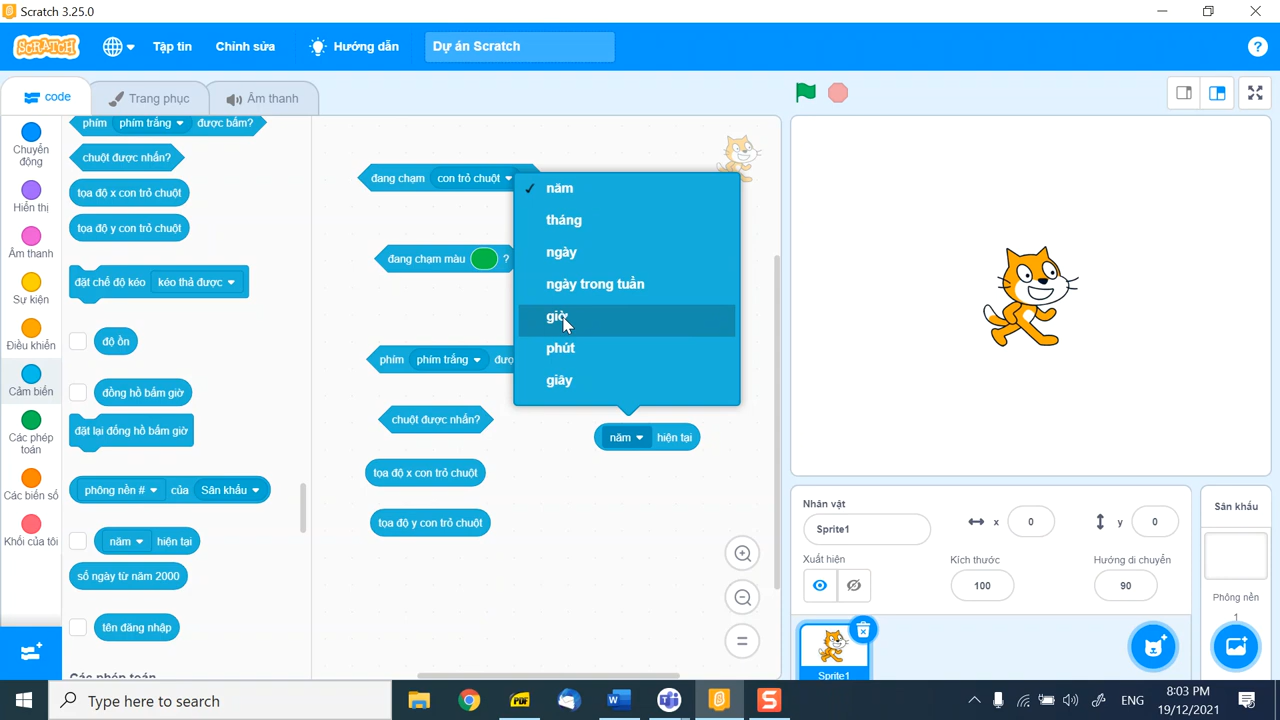 Scratch 3.25.0
SCRATCH
Tập tin
Chỉnh sửa
Hướng dẫn
Dự án Scratch
?
code
Trang phục
Âm thanh
Chuyển động
Hiển thị
Âm thanh
Sự kiện
Điều khiển
Cảm biến
Các phép toán
Các biến số
Khối của tôi
phím phím trắng được bấm?
chuột được nhấn?
tọa độ x con trỏ chuột
tọa độ y con trỏ chuột
đặt chế độ kéo kéo thả được
độ ồn
đồng hồ bấm giờ
đặt lại đồng hồ bấm giờ
phông nền # của Sân khấu
năm hiện tại
số ngày từ năm 2000
tên đăng nhập
Các phép toán
đang chạm con trỏ chuột
đang chạm màu ?
phím phím trắng đượ
chuột được nhấn?
tọa độ x con trỏ chuột
tọa độ y con trỏ chuột
✓ năm
tháng
ngày
ngày trong tuần
giờ
phút
giây
năm hiện tại
Nhân vật
Sprite1
x 0
y 0
Xuất hiện
Kích thước
100
Hướng di chuyển
90
Sprite1
Sân khấu
Phông nền
1
Type here to search
PDF
ENG
8:03 PM
19/12/2021